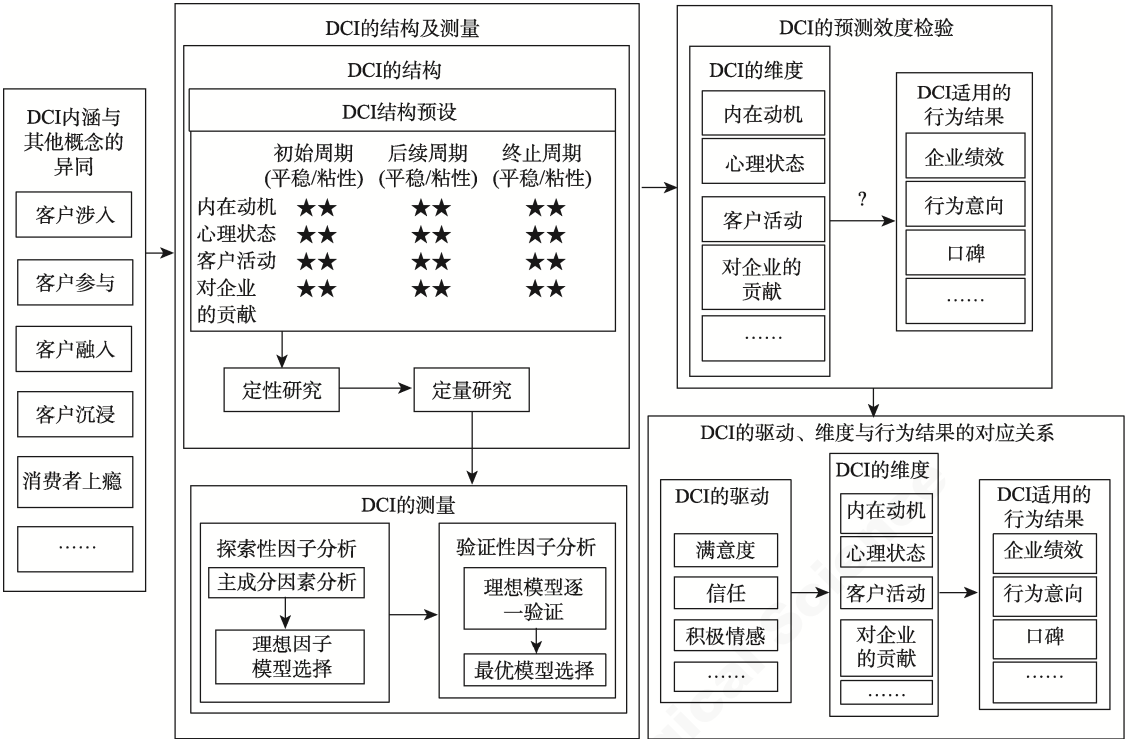 DCI内涵与
其他概念的
异同
客户涉入
客户参与
客户融入
客户沉浸
消费者上瘾
……
DCI的结构及测量
DCI的结构
DCI结构预设
初始周期 后续周期 终止周期
(平稳/粘性) (平稳/粘性) (平稳/粘性)
内在动机 ★★ ★★ ★★
心理状态 ★★ ★★ ★★
客户活动 ★★ ★★ ★★
对企业 ★★ ★★ ★★
的贡献
定性研究
定量研究
DCI的测量
探索性因子分析
主成分因素分析
理想因子
模型选择
验证性因子分析
理想模型逐
一验证
最优模型选择
DCI的预测效度检验
DCI的维度
内在动机
心理状态
客户活动
对企业的
贡献
……
?
DCI适用的
行为结果
企业绩效
行为意向
口碑
……
DCI的驱动、维度与行为结果的对应关系
DCI的驱动
满意度
信任
积极情感
……
DCI的维度
内在动机
心理状态
客户活动
对企业
的贡献
……
DCI适用的
行为结果
企业绩效
行为意向
口碑
……